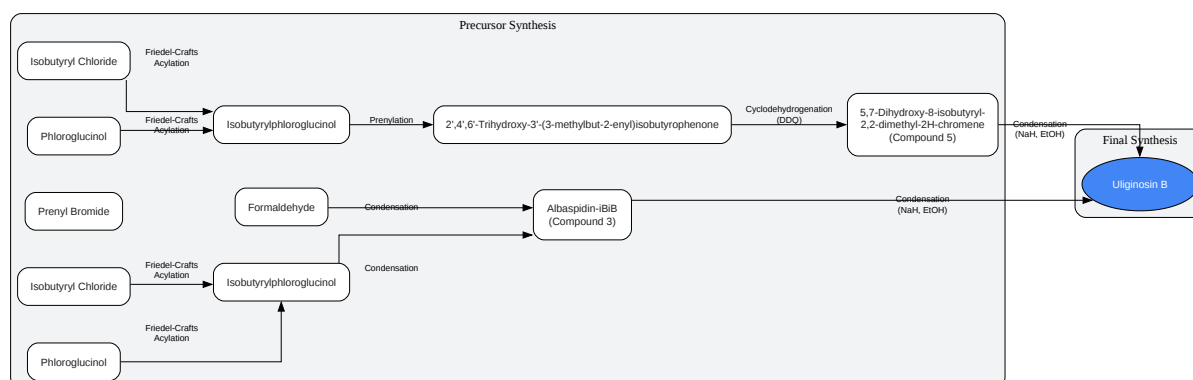 Precursor Synthesis
Isobutyryl Chloride
Friedel-Crafts
Acylation
Phloroglucinol
Friedel-Crafts
Acylation
Isobutyrylphloroglucinol
Prenylation
2',4',6'-Trihydroxy-3'-(3-methylbut-2-enyl)isobutyrophenone
Cyclodehydrogenation
(DDQ)
5,7-Dihydroxy-8-isobutyryl-
2,2-dimethyl-2H-chromene
(Compound 5)
Condensation
(NaH, EtOH)
Final Synthesis
Uliginosin B
Prenyl Bromide
Formaldehyde
Condensation
Albaspidin-iBiB
(Compound 3)
Condensation
(NaH, EtOH)
Isobutyryl Chloride
Friedel-Crafts
Acylation
Isobutyrylphloroglucinol
Condensation
Phloroglucinol
Friedel-Crafts
Acylation